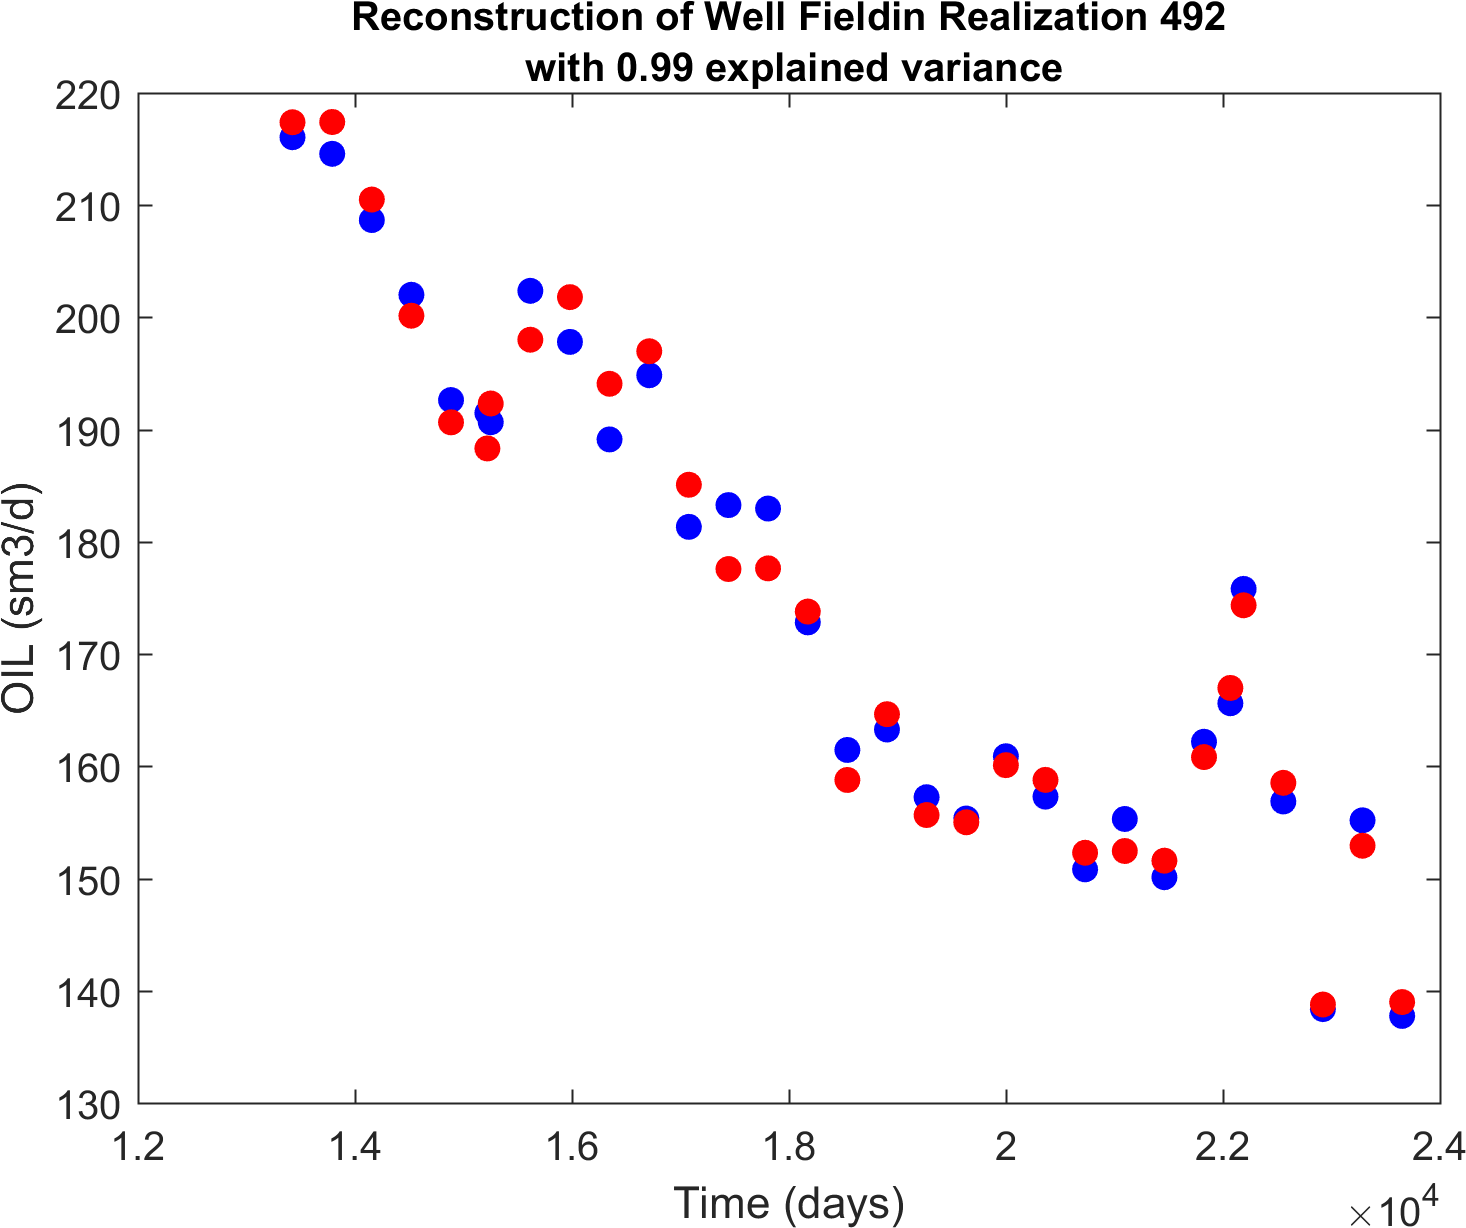 Reconstruction of Well Fieldin Realization 492
with 0.99 explained variance
220
210
200
190
180
170
160
150
140
130
OIL (sm3/d)
1.2 1.4 1.6 1.8 2 2.2 2.4
Time (days)
×10⁴